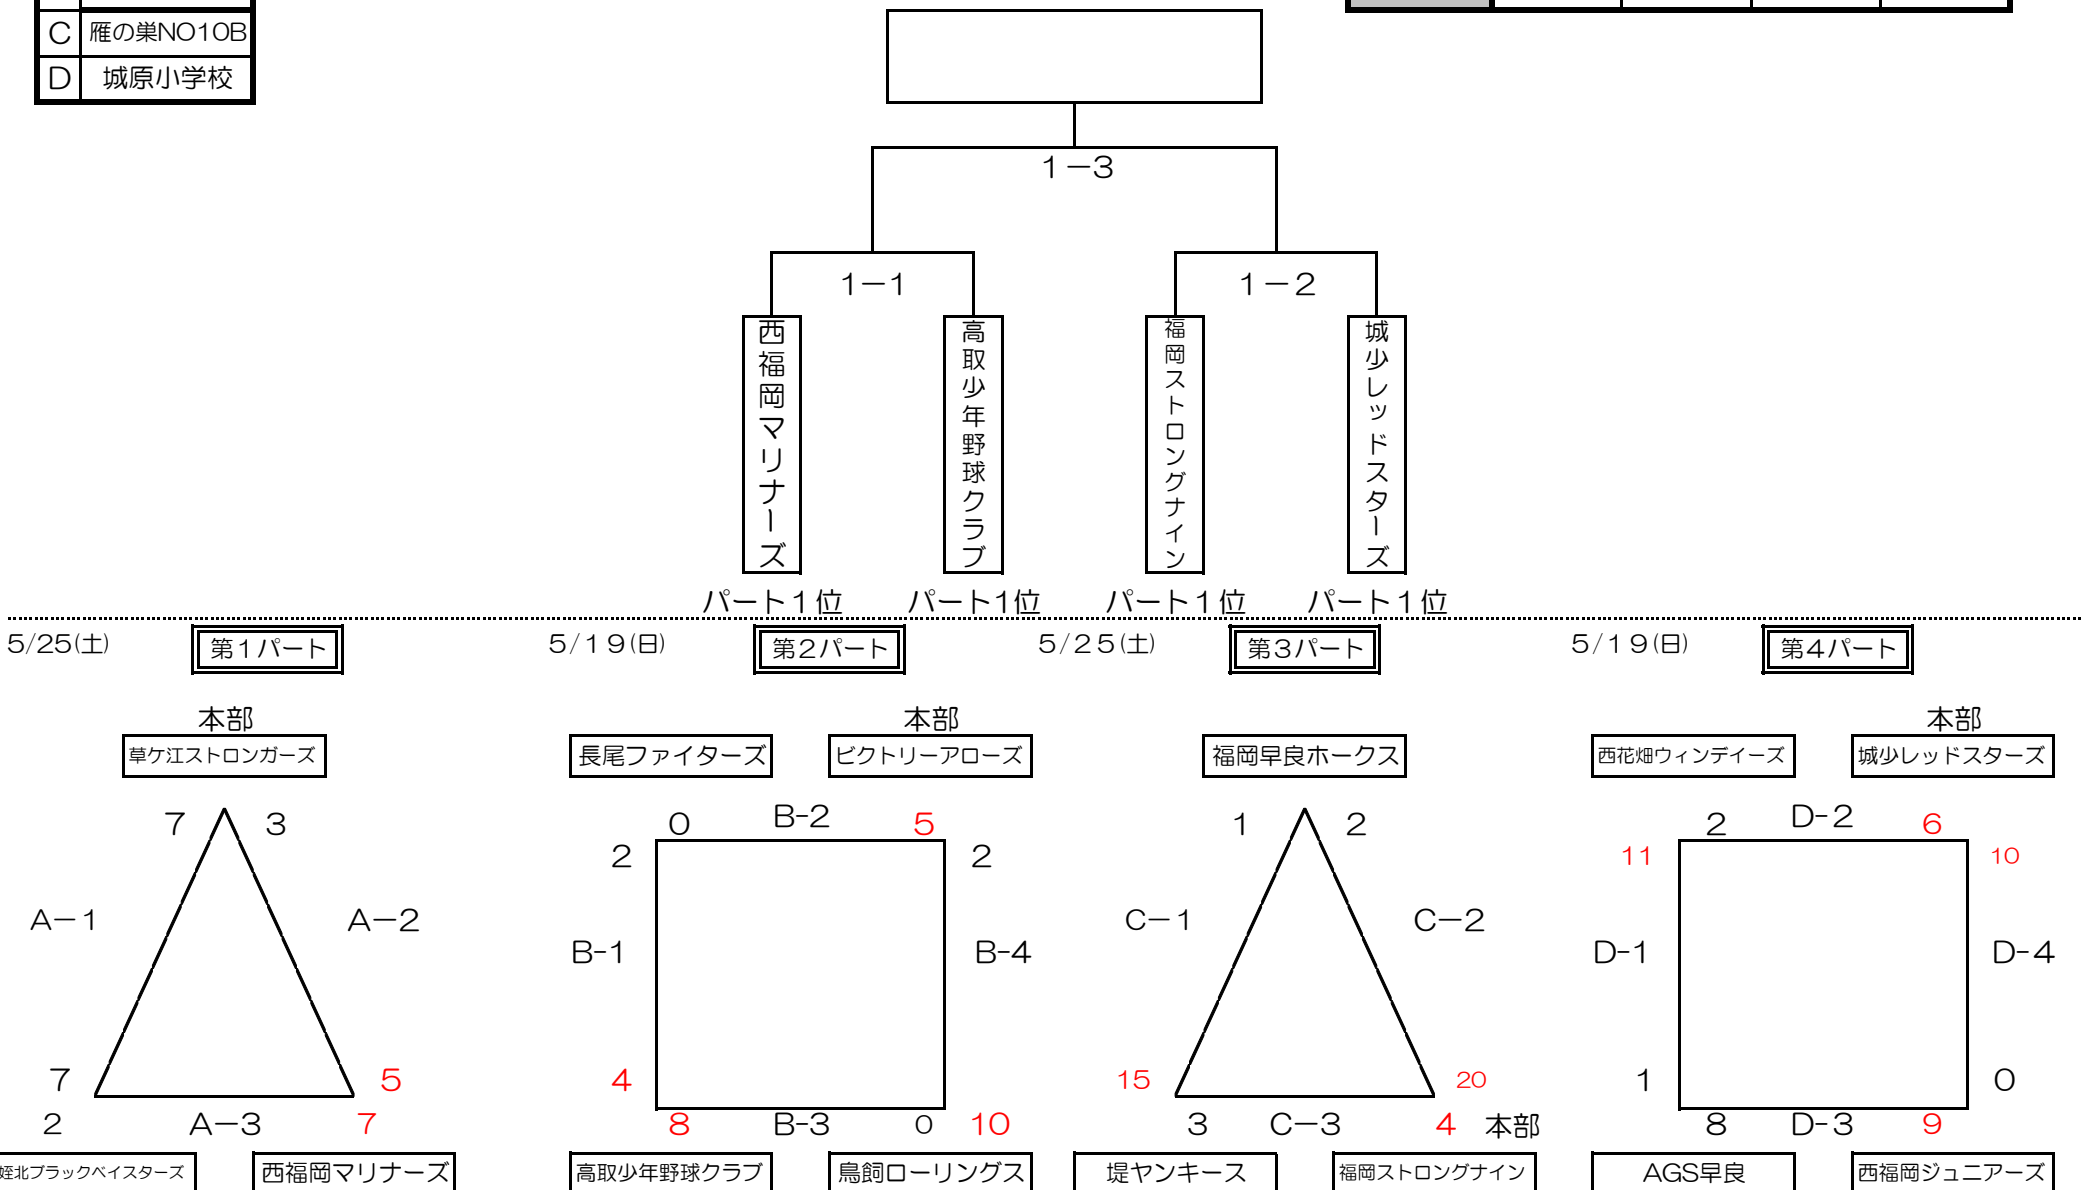 C 雁の巣NO10B
D 城原小学校
1－3
1－1 1－2
西福岡マリナーズ
高取少年野球クラブ
福岡ストロングナイン
城少レッドスターズ
パート１位 パート1位 パート１位 パート１位
5/25(土) 第１パート 5/１９(日) 第２パート 5/２５(土) 第３パート 5/１９(日) 第４パート
本部 本部 本部
草ケ江ストロンガーズ 長尾ファイターズ ビクトリーアローズ 福岡早良ホークス 西花畑ウィンデイーズ 城少レッドスターズ
7 3 0 B-2 5 1 2 2 D-2 6
2 2 11 10
A－1 A－2 C－1 C－2
B-1 B-4 D-1 D-4
7 5 4 15 20 1 0
2 A－3 7 8 B-3 0 10 3 C－3 4 本部 8 D-3 9
姪北ブラックベイスターズ 西福岡マリナーズ 高取少年野球クラブ 鳥飼ローリングス 堤ヤンキース 福岡ストロングナイン AGS早良 西福岡ジュニアーズ